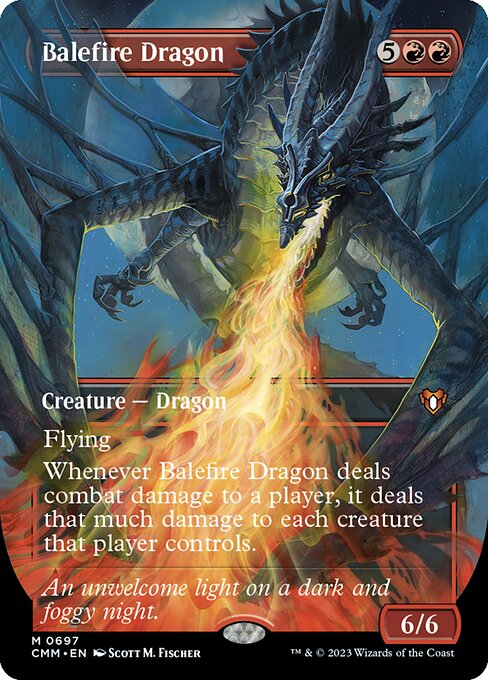 Balefire Dragon 5
Creature — Dragon
Flying
Whenever Balefire Dragon deals
combat damage to a player, it deals
that much damage to each creature
that player controls.
An unwelcome light on a dark and
foggy night.
6/6
M 0697
CMM • EN Scott M. Fischer
™ & © 2023 Wizards of the Coast